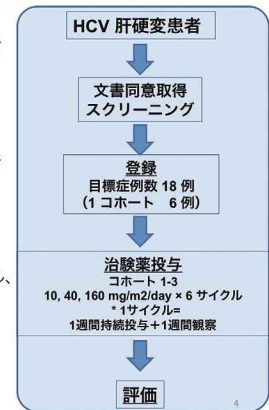 HCV 肝硬変患者
文書同意取得
スクリーニング
登録
目標症例数 18 例
（1 コホート　6 例）
治験薬投与
コホート 1-3
10, 40, 160 mg/m2/day × 6 サイクル
* 1サイクル=
1週間持続投与＋1週間観察
評価
4